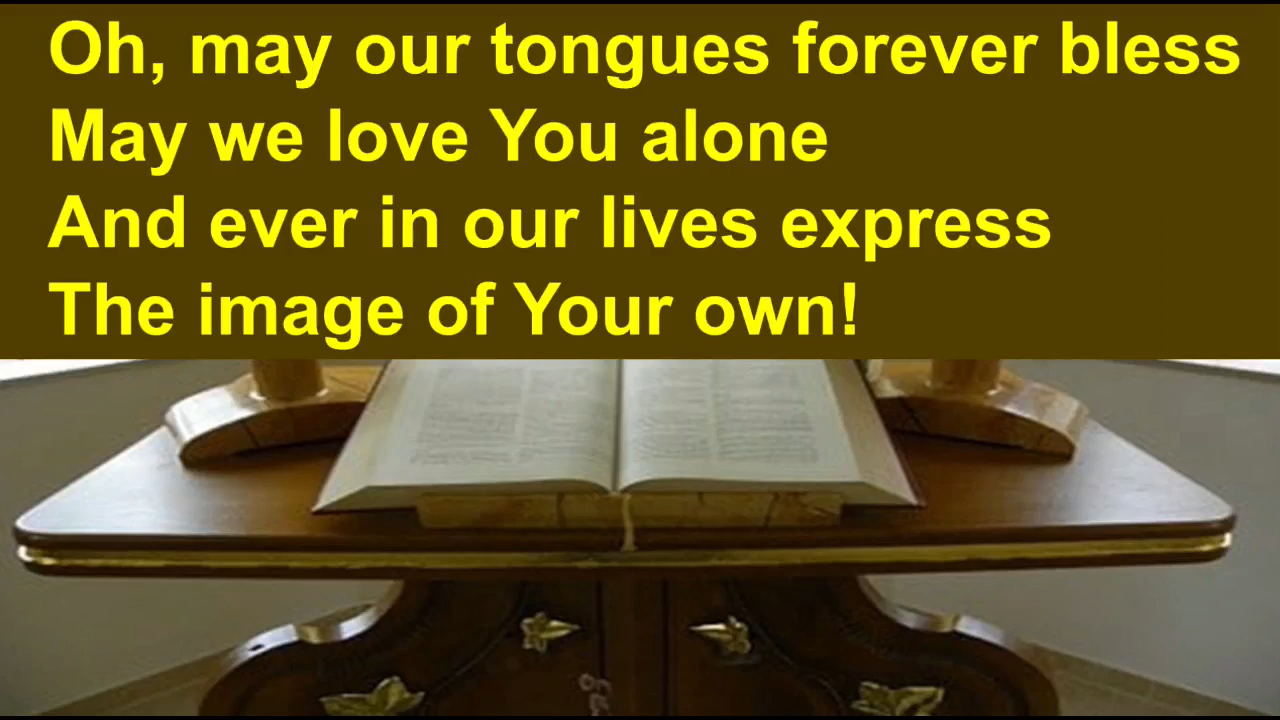 Oh, may our tongues forever bless
May we love You alone
And ever in our lives express
The image of Your own!